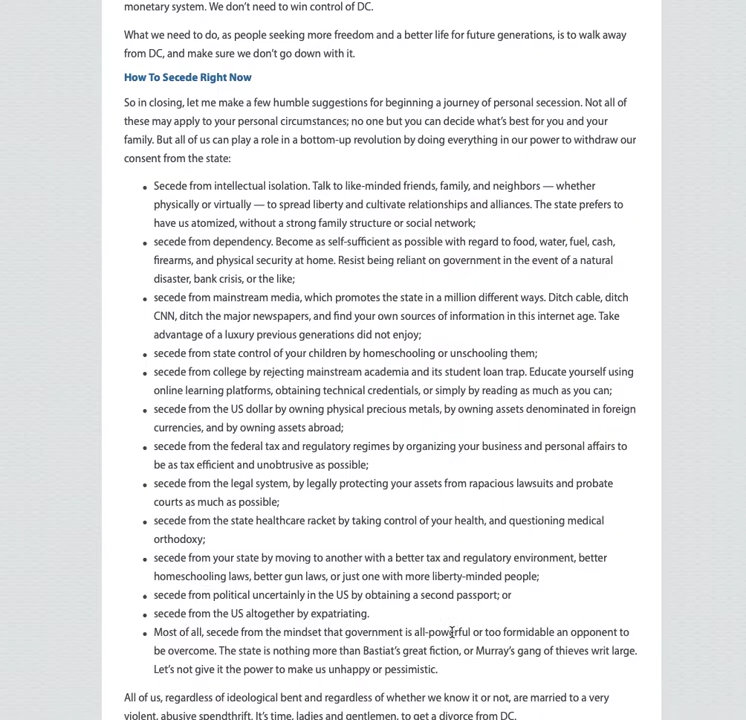 monetary system. We don't need to win control of DC.
What we need to do, as people seeking more freedom and a better life for future generations, is to walk away
from DC, and make sure we don't go down with it.
How To Secede Right Now
So in closing, let me make a few humble suggestions for beginning a journey of personal secession. Not all of
these may apply to your personal circumstances; no one but you can decide what's best for you and your
family. But all of us can play a role in a bottom-up revolution by doing everything in our power to withdraw our
consent from the state:
• Secede from intellectual isolation. Talk to like-minded friends, family, and neighbors — whether
physically or virtually — to spread liberty and cultivate relationships and alliances. The state prefers to
have us atomized, without a strong family structure or social network;
• secede from dependency. Become as self-sufficient as possible with regard to food, water, fuel, cash,
firearms, and physical security at home. Resist being reliant on government in the event of a natural
disaster, bank crisis, or the like;
• secede from mainstream media, which promotes the state in a million different ways. Ditch cable, ditch
CNN, ditch the major newspapers, and find your own sources of information in this internet age. Take
advantage of a luxury previous generations did not enjoy;
• secede from state control of your children by homeschooling or unschooling them;
• secede from college by rejecting mainstream academia and its student loan trap. Educate yourself using
online learning platforms, obtaining technical credentials, or simply by reading as much as you can;
• secede from the US dollar by owning physical precious metals, by owning assets denominated in foreign
currencies, and by owning assets abroad;
• secede from the federal tax and regulatory regimes by organizing your business and personal affairs to
be as tax efficient and unobtrusive as possible;
• secede from the legal system, by legally protecting your assets from rapacious lawsuits and probate
courts as much as possible;
• secede from the state healthcare racket by taking control of your health, and questioning medical
orthodoxy;
• secede from your state by moving to another with a better tax and regulatory environment, better
homeschooling laws, better gun laws, or just one with more liberty-minded people;
• secede from political uncertainly in the US by obtaining a second passport; or
• secede from the US altogether by expatriating.
• Most of all, secede from the mindset that government is all-powerful or too formidable an opponent to
be overcome. The state is nothing more than Bastiat's great fiction, or Murray's gang of thieves writ large.
Let's not give it the power to make us unhappy or pessimistic.
All of us, regardless of ideological bent and regardless of whether we know it or not, are married to a very
violent, abusive spendthrift. It's time, ladies and gentlemen, to get a divorce from DC.